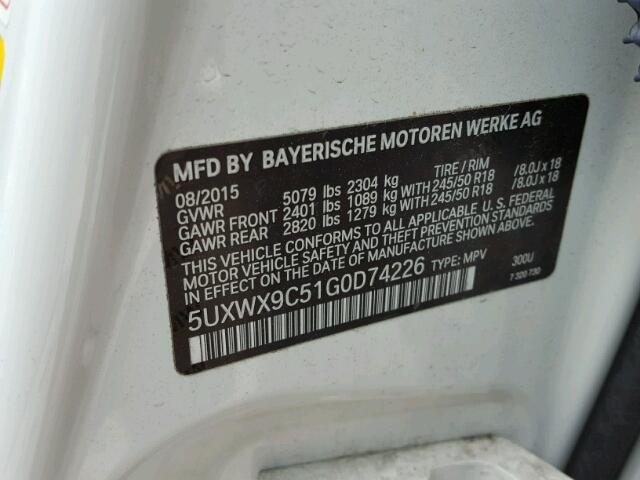 MFD BY BAYERISCHE MOTOREN WERKE AG
08/2015 TIRE / RIM
GVWR 5079 lbs 2304 kg
GAWR FRONT 2401 lbs 1089 kg WITH 245/50 R18 /8.0J x 18
GAWR REAR 2820 lbs 1279 kg WITH 245/50 R18 /8.0J x 18
THIS VEHICLE CONFORMS TO ALL APPLICABLE U.S. FEDERAL
MOTOR VEHICLE SAFETY AND THEFT PREVENTION STANDARDS
IN EFFECT ON THE DATE OF MANUFACTURE SHOWN ABOVE.
5UXWX9C51G0D74226 TYPE: MPV 300U
7 320 730